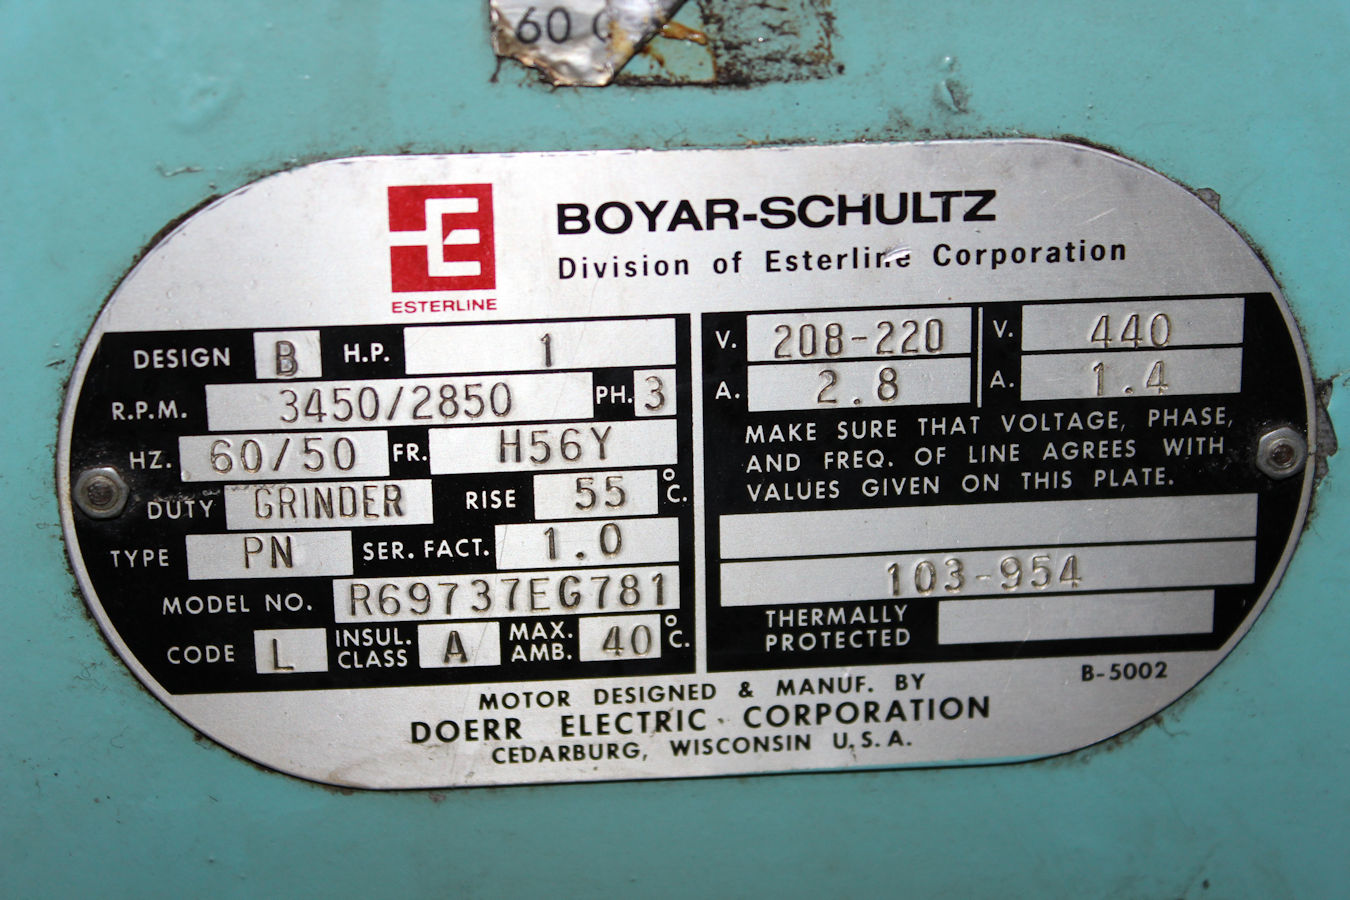 60
ESTERLINE
BOYAR-SCHULTZ
Division of Esterline Corporation
DESIGN B H.P. 1
R.P.M. 3450/2850 PH. 3
HZ. 60/50 FR. H56Y
DUTY GRINDER RISE 55 °C.
TYPE PN SER. FACT. 1.0
MODEL NO. R69737EG781
CODE L INSUL. CLASS A MAX. AMB. 40 °C.
V. 208-220 V. 440
A. 2.8 A. 1.4
MAKE SURE THAT VOLTAGE, PHASE,
AND FREQ. OF LINE AGREES WITH
VALUES GIVEN ON THIS PLATE.
103-954
THERMALLY
PROTECTED
B-5002
MOTOR DESIGNED & MANUF. BY
DOERR ELECTRIC CORPORATION
CEDARBURG, WISCONSIN U.S.A.